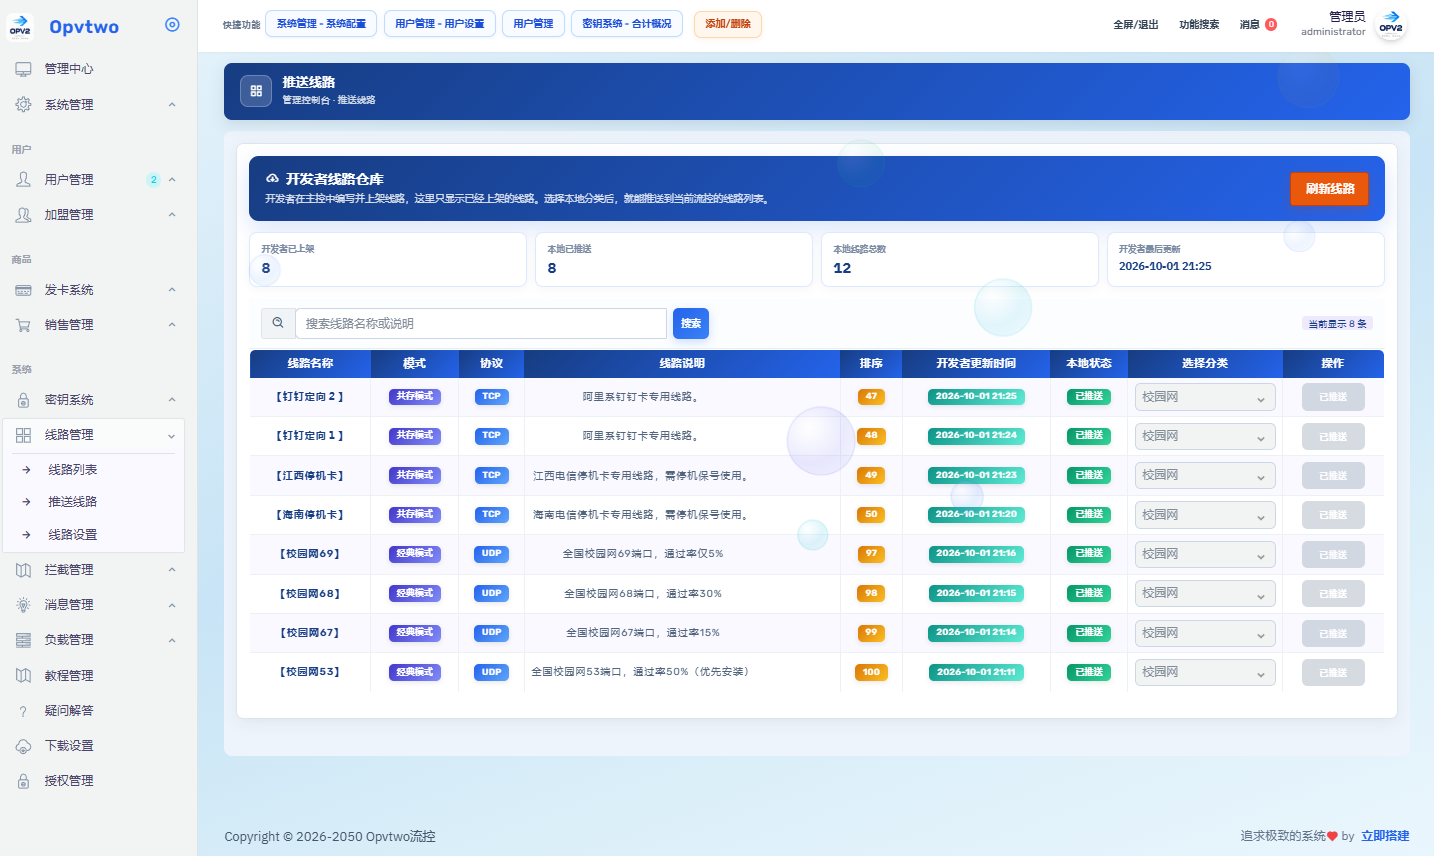 OPV2
Opvtwo
管理中心
系统管理
用户
用户管理 2
加盟管理
商品
发卡系统
销售管理
系统
密钥系统
线路管理
线路列表
推送线路
线路设置
拦截管理
消息管理
负载管理
教程管理
疑问解答
下载设置
授权管理
快捷功能 系统管理 - 系统配置 用户管理 - 用户设置 用户管理 密钥系统 - 合计概况 添加/删除
全屏/退出 功能搜索 消息 0 管理员
administrator
OPV2
推送线路
管理控制台 · 推送线路
开发者线路仓库
开发者在主控中编写并上架线路，这里只显示已经上架的线路。选择本地分类后，就能推送到当前流控的线路列表。
刷新线路
开发者已上架
8
本地已推送
8
本地线路总数
12
开发者最后更新
2026-10-01 21:25
搜索线路名称或说明 搜索 当前显示 8 条
线路名称 模式 协议 线路说明 排序 开发者更新时间 本地状态 选择分类 操作
【钉钉定向 2 】 共存模式 TCP 阿里系钉钉卡专用线路。 47 2026-10-01 21:25 已推送 校园网 已推送
【钉钉定向 1 】 共存模式 TCP 阿里系钉钉卡专用线路。 48 2026-10-01 21:24 已推送 校园网 已推送
【江西停机卡】 共存模式 TCP 江西电信停机卡专用线路，需停机保号使用。 49 2026-10-01 21:23 已推送 校园网 已推送
【海南停机卡】 共存模式 TCP 海南电信停机卡专用线路，需停机保号使用。 50 2026-10-01 21:20 已推送 校园网 已推送
【校园网69】 经典模式 UDP 全国校园网69端口，通过率仅5% 97 2026-10-01 21:16 已推送 校园网 已推送
【校园网68】 经典模式 UDP 全国校园网68端口，通过率30% 98 2026-10-01 21:15 已推送 校园网 已推送
【校园网67】 经典模式 UDP 全国校园网67端口，通过率15% 99 2026-10-01 21:14 已推送 校园网 已推送
【校园网53】 经典模式 UDP 全国校园网53端口，通过率50%（优先安装） 100 2026-10-01 21:11 已推送 校园网 已推送
Copyright © 2026-2050 Opvtwo流控
追求极致的系统❤ by 立即搭建